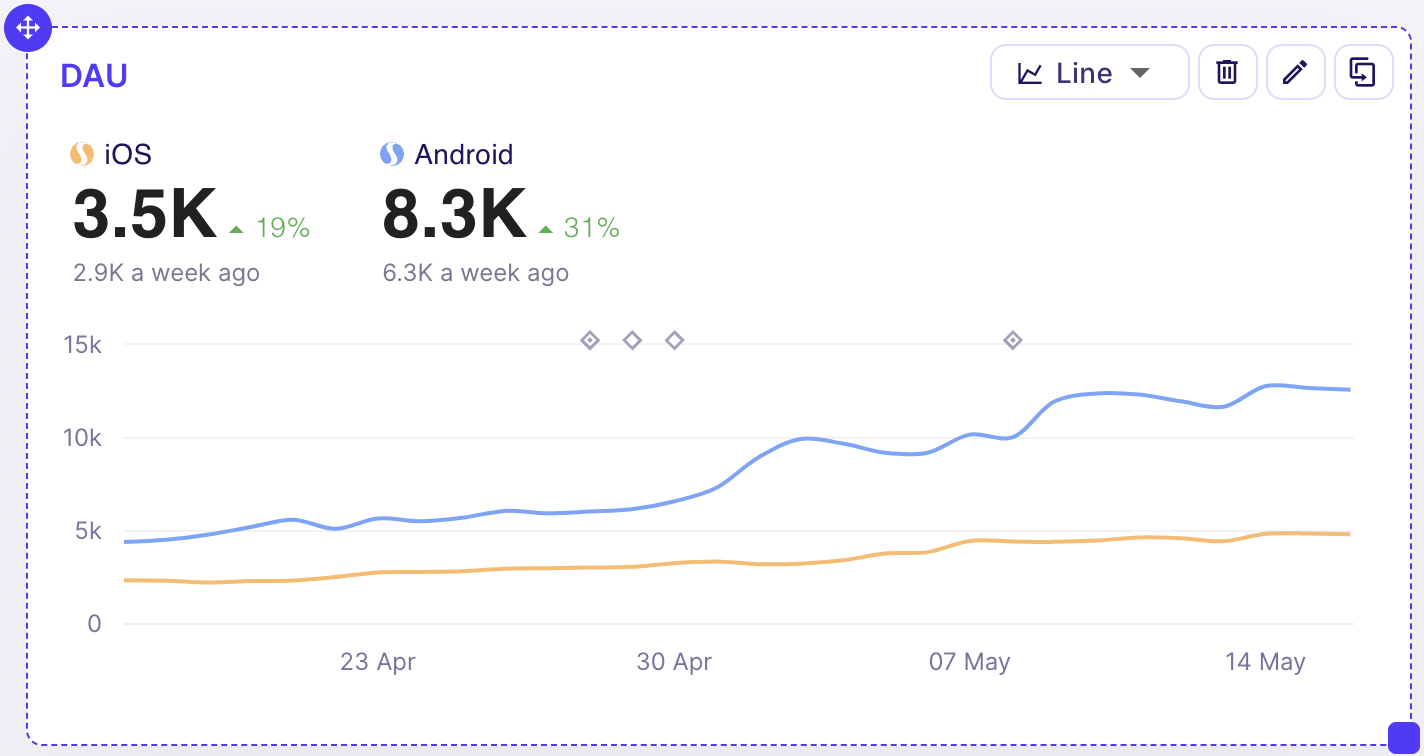 DAU
Line
iOS
Android
3.5K 19%
8.3K 31%
2.9K a week ago
6.3K a week ago
15k
10k
5k
0
23 Apr
30 Apr
07 May
14 May